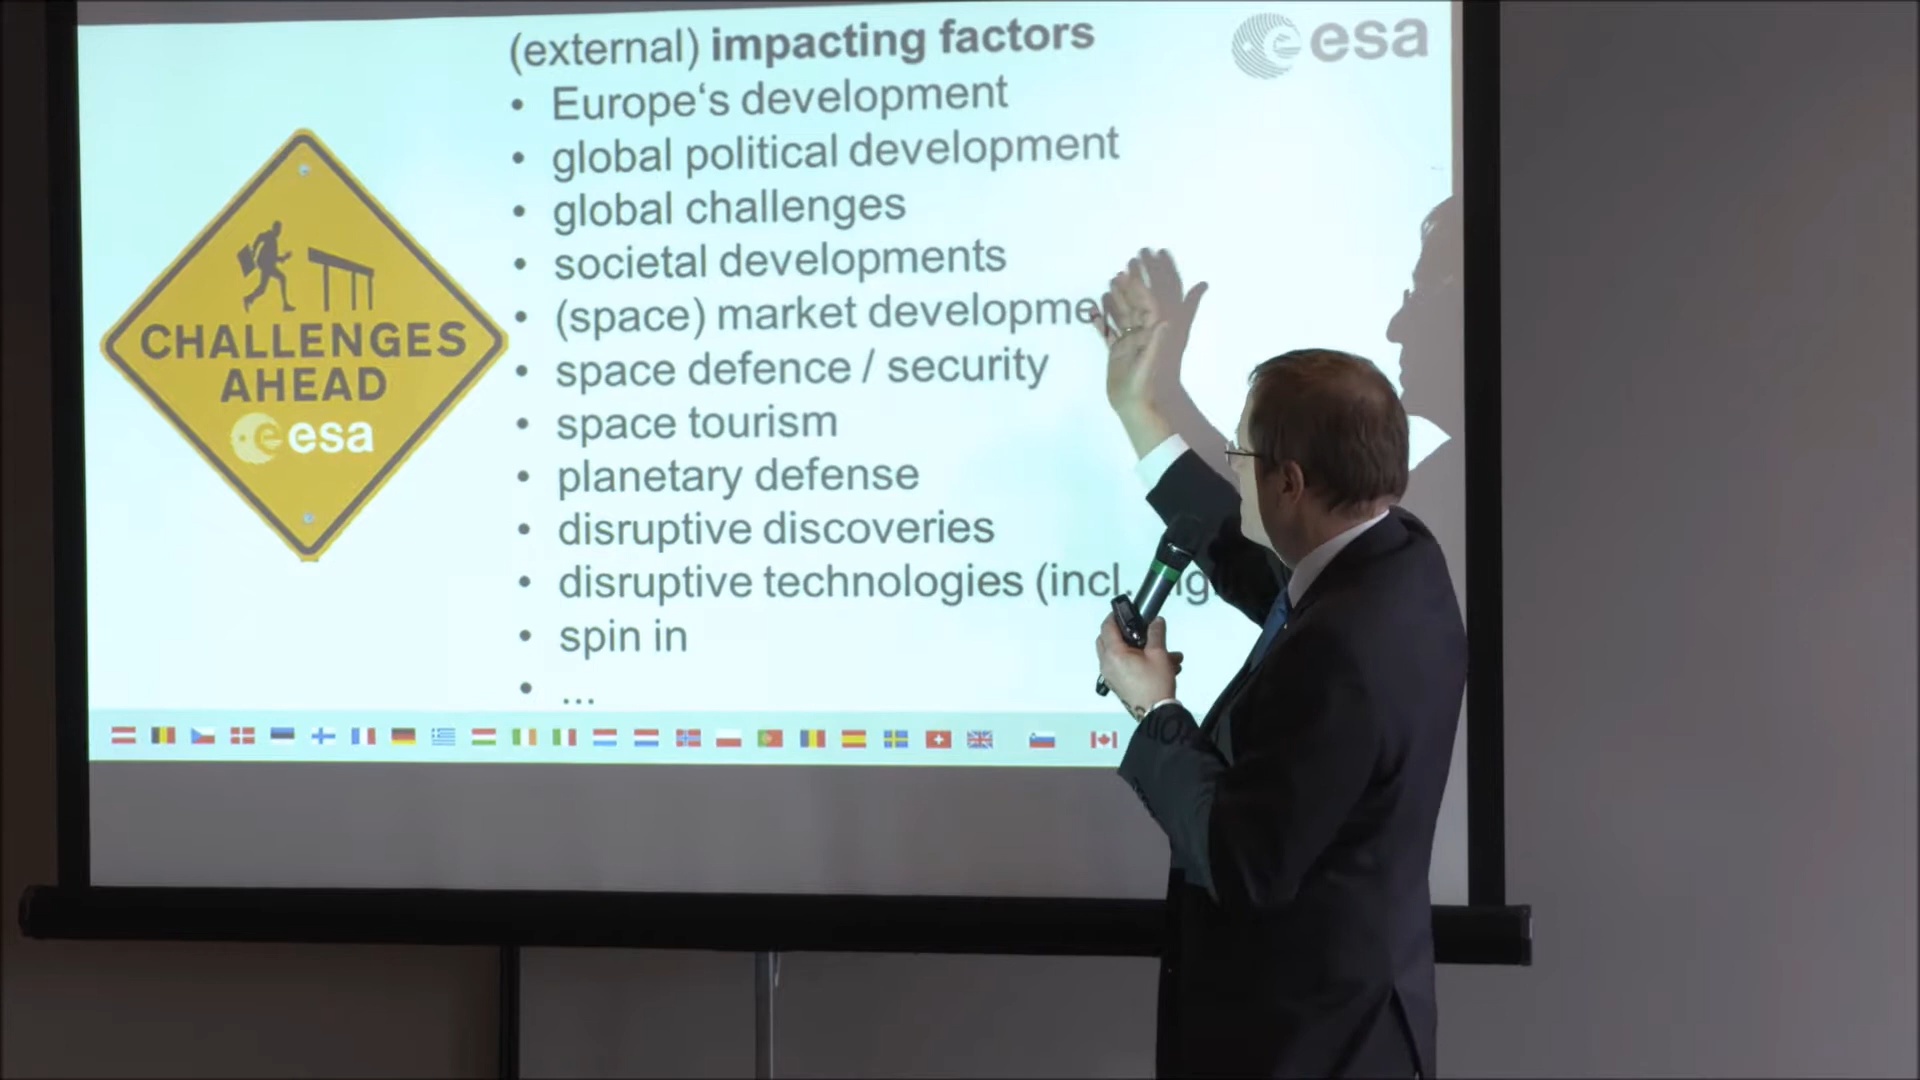 (external) impacting factors
esa
• Europe‘s development
• global political development
• global challenges
• societal developments
• (space) market developme
• space defence / security
• space tourism
• planetary defense
• disruptive discoveries
• disruptive technologies (incl.
• spin in
• ...
CHALLENGES
AHEAD
esa